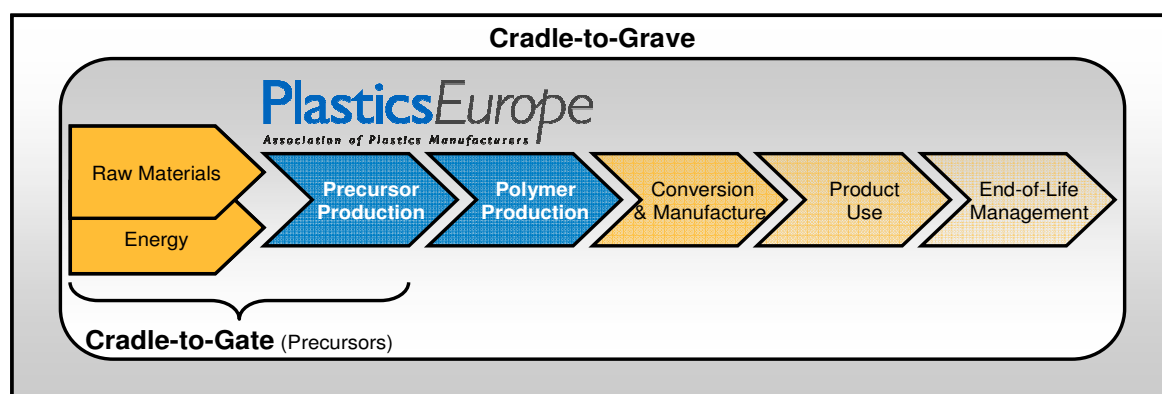 Cradle-to-Grave
PlasticsEurope
Association of Plastics Manufacturers
Raw Materials
Energy
Precursor
Production
Polymer
Production
Conversion
& Manufacture
Product
Use
End-of-Life
Management
Cradle-to-Gate (Precursors)